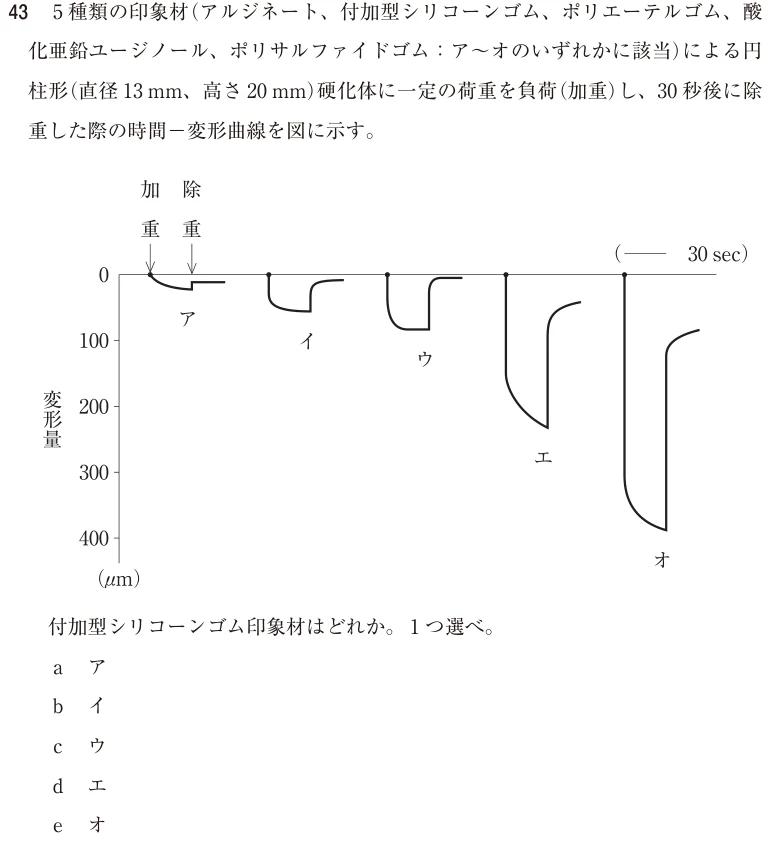 43 5種類の印象材(アルジネート、付加型シリコーンゴム、ポリエーテルゴム、酸
化亜鉛ユージノール、ポリサルファイドゴム：ア〜オのいずれかに該当)による円
柱形(直径 13 mm、高さ 20 mm)硬化体に一定の荷重を負荷(加重)し、30 秒後に除
重した際の時間−変形曲線を図に示す。
加重 除重
( — 30 sec)
0
ア イ ウ エ オ
100
200
300
400
変形量
(μm)
付加型シリコーンゴム印象材はどれか。1つ選べ。
a ア
b イ
c ウ
d エ
e オ